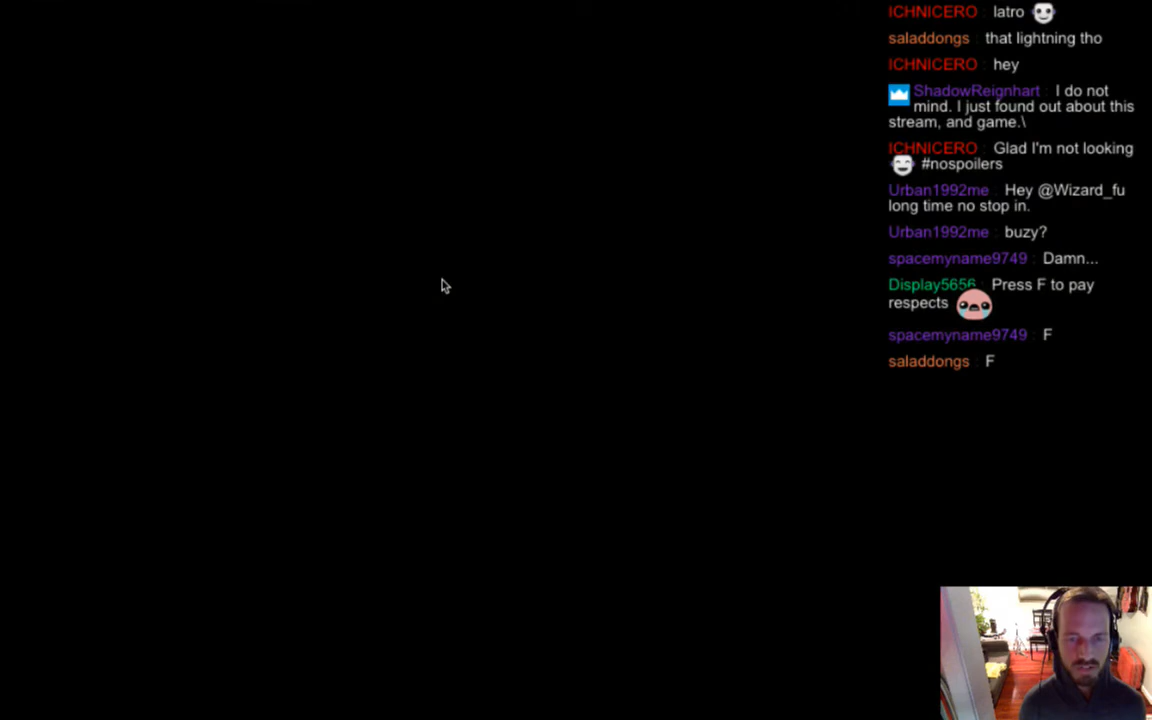 ICHNICERO : latro
saladdongs : that lightning tho
ICHNICERO : hey
ShadowReignhart : I do not
mind. I just found out about this
stream, and game.\
ICHNICERO : Glad I'm not looking
#nospoilers
Urban1992me : Hey @Wizard_fu
long time no stop in.
Urban1992me : buzy?
spacemyname9749 : Damn...
Display5656 : Press F to pay
respects
spacemyname9749 : F
saladdongs : F